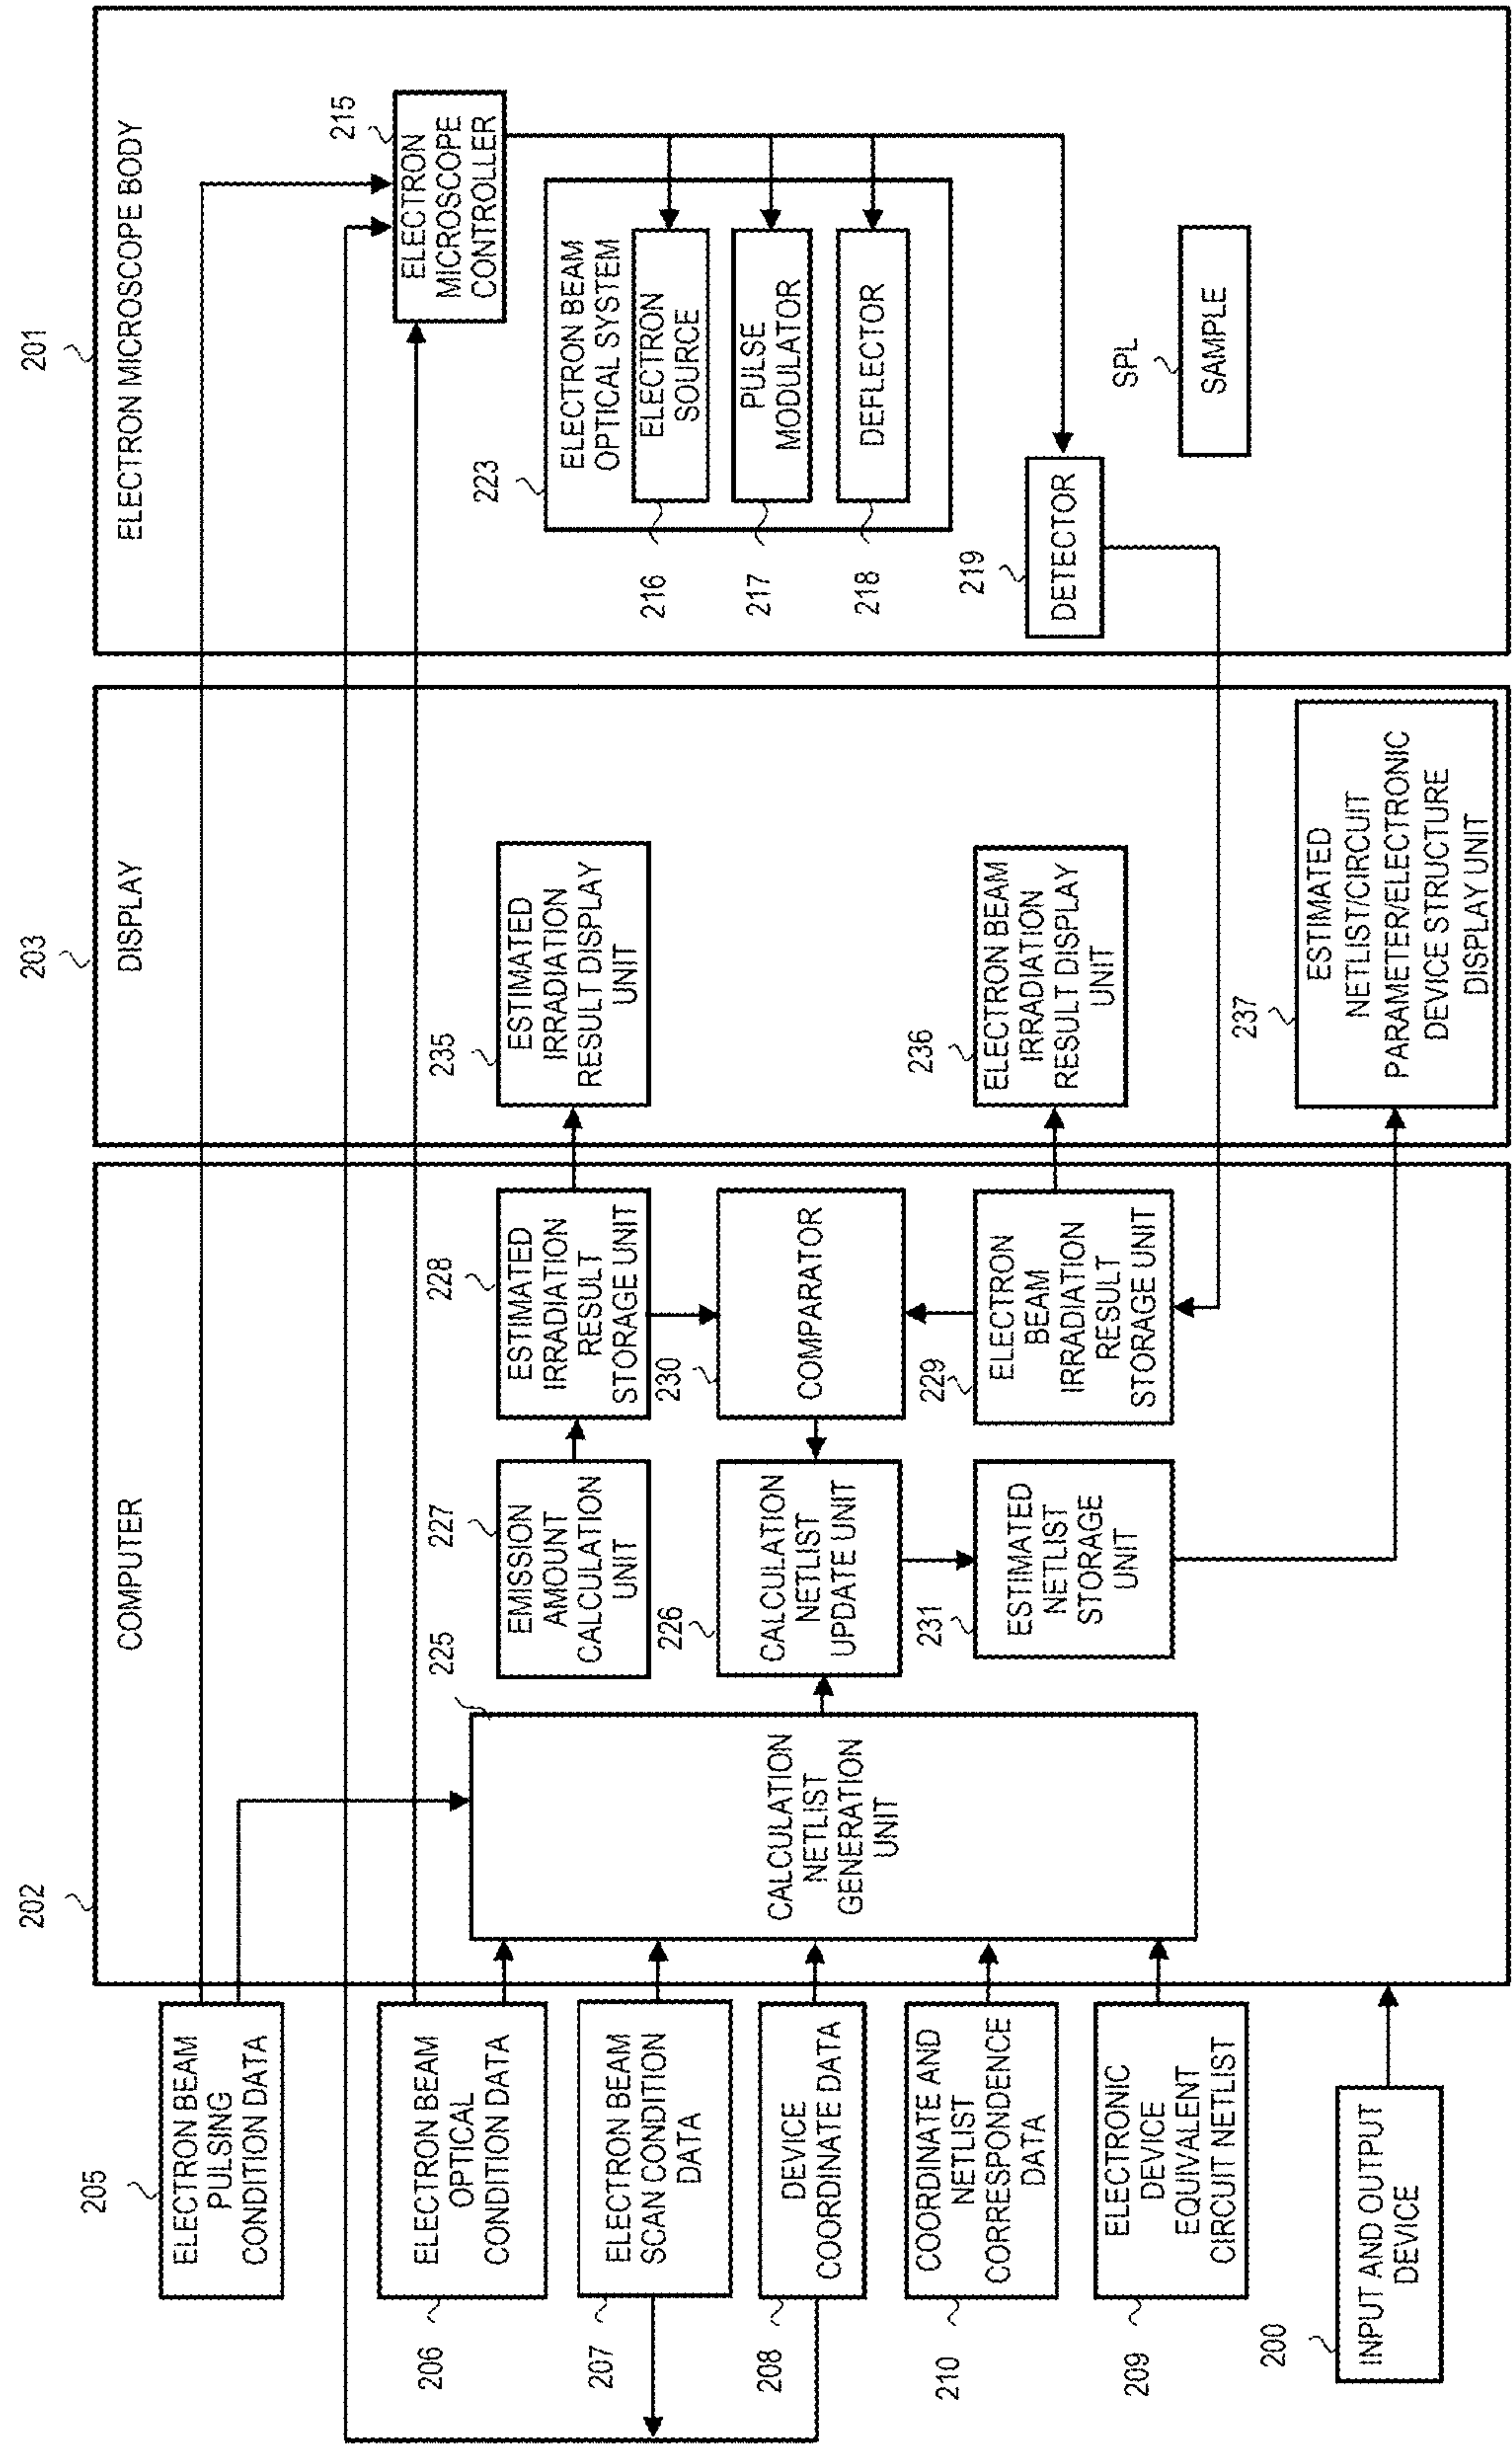 201
ELECTRON MICROSCOPE BODY
215
ELECTRON
MICROSCOPE
CONTROLLER
223
ELECTRON BEAM
OPTICAL SYSTEM
216
ELECTRON
SOURCE
217
PULSE
MODULATOR
218
DEFLECTOR
219
DETECTOR
SPL
SAMPLE
203
DISPLAY
235
ESTIMATED
IRRADIATION
RESULT DISPLAY
UNIT
236
ELECTRON BEAM
IRRADIATION
RESULT DISPLAY
UNIT
237
ESTIMATED
NETLIST/CIRCUIT
PARAMETER/ELECTRONIC
DEVICE STRUCTURE
DISPLAY UNIT
202
COMPUTER
228
ESTIMATED
IRRADIATION
RESULT
STORAGE UNIT
230
COMPARATOR
229
ELECTRON
BEAM
IRRADIATION
RESULT
STORAGE UNIT
227
EMISSION
AMOUNT
CALCULATION
UNIT
226
CALCULATION
NETLIST
UPDATE UNIT
231
ESTIMATED
NETLIST
STORAGE
UNIT
225
CALCULATION
NETLIST
GENERATION
UNIT
205
ELECTRON BEAM
PULSING
CONDITION DATA
206
ELECTRON BEAM
OPTICAL
CONDITION DATA
207
ELECTRON BEAM
SCAN CONDITION
DATA
208
DEVICE
COORDINATE DATA
210
COORDINATE AND
NETLIST
CORRESPONDENCE
DATA
209
ELECTRONIC
DEVICE
EQUIVALENT
CIRCUIT NETLIST
200
INPUT AND OUTPUT
DEVICE